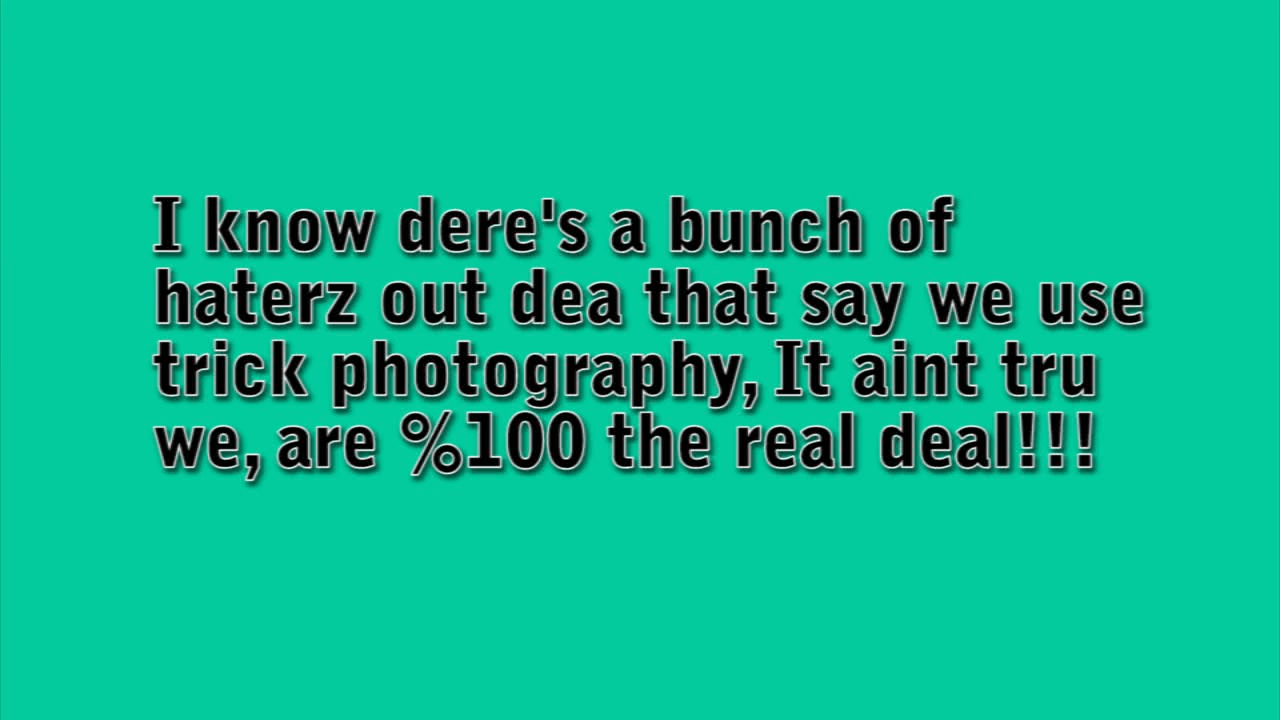 I know dere's a bunch of
haterz out dea that say we use
trick photography, It aint tru
we, are %100 the real deal!!!